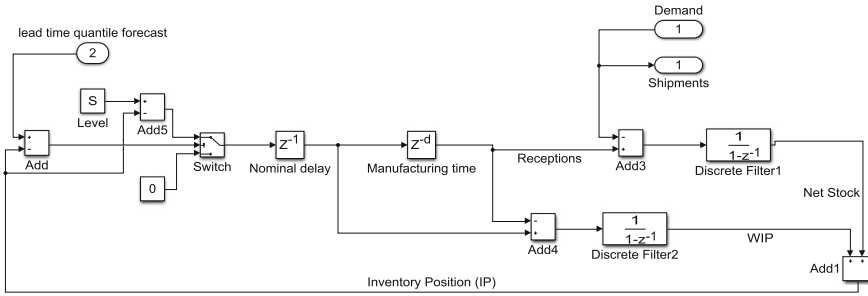 Demand
1
lead time quantile forecast
2
1
Shipments
S
Level
Add5
Add
Switch
0
z-1
Nominal delay
z-d
Manufacturing time
Receptions
Add3
1
1-z-1
Discrete Filter1
Net Stock
Add4
1
1-z-1
Discrete Filter2
WIP
Add1
Inventory Position (IP)